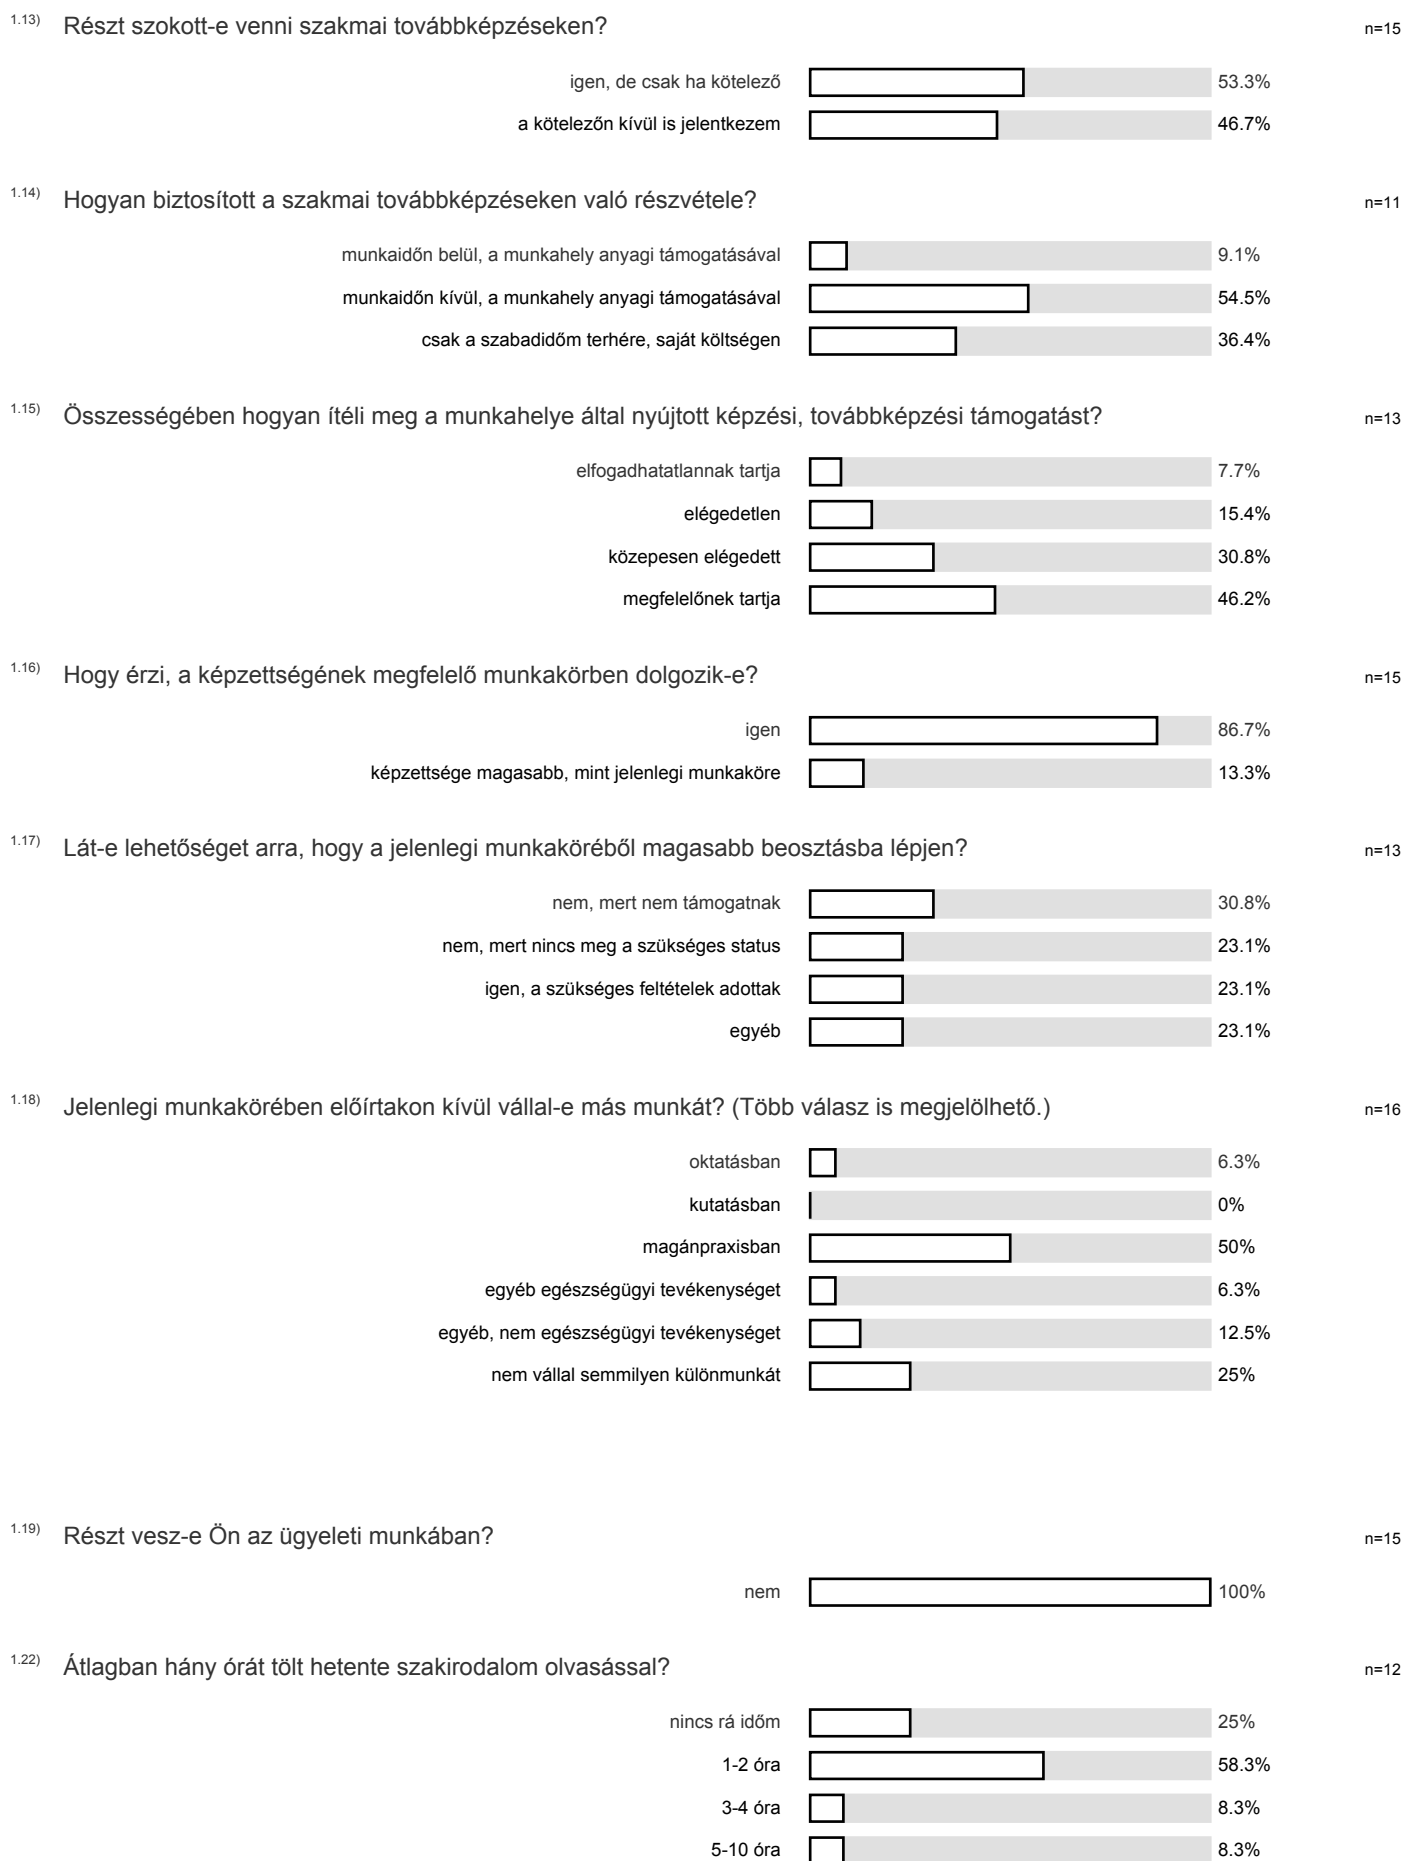 1.13) Részt szokott-e venni szakmai továbbképzéseken? n=15
igen, de csak ha kötelező 53.3%
a kötelezőn kívül is jelentkezem 46.7%
1.14) Hogyan biztosított a szakmai továbbképzéseken való részvétele? n=11
munkaidőn belül, a munkahely anyagi támogatásával 9.1%
munkaidőn kívül, a munkahely anyagi támogatásával 54.5%
csak a szabadidőm terhére, saját költségen 36.4%
1.15) Összességében hogyan ítéli meg a munkahelye által nyújtott képzési, továbbképzési támogatást? n=13
elfogadhatatlannak tartja 7.7%
elégedetlen 15.4%
közepesen elégedett 30.8%
megfelelőnek tartja 46.2%
1.16) Hogy érzi, a képzettségének megfelelő munkakörben dolgozik-e? n=15
igen 86.7%
képzettsége magasabb, mint jelenlegi munkaköre 13.3%
1.17) Lát-e lehetőséget arra, hogy a jelenlegi munkaköréből magasabb beosztásba lépjen? n=13
nem, mert nem támogatnak 30.8%
nem, mert nincs meg a szükséges status 23.1%
igen, a szükséges feltételek adottak 23.1%
egyéb 23.1%
1.18) Jelenlegi munkakörében előírtakon kívül vállal-e más munkát? (Több válasz is megjelölhető.) n=16
oktatásban 6.3%
kutatásban 0%
magánpraxisban 50%
egyéb egészségügyi tevékenységet 6.3%
egyéb, nem egészségügyi tevékenységet 12.5%
nem vállal semmilyen különmunkát 25%
1.19) Részt vesz-e Ön az ügyeleti munkában? n=15
nem 100%
1.22) Átlagban hány órát tölt hetente szakirodalom olvasással? n=12
nincs rá időm 25%
1-2 óra 58.3%
3-4 óra 8.3%
5-10 óra 8.3%